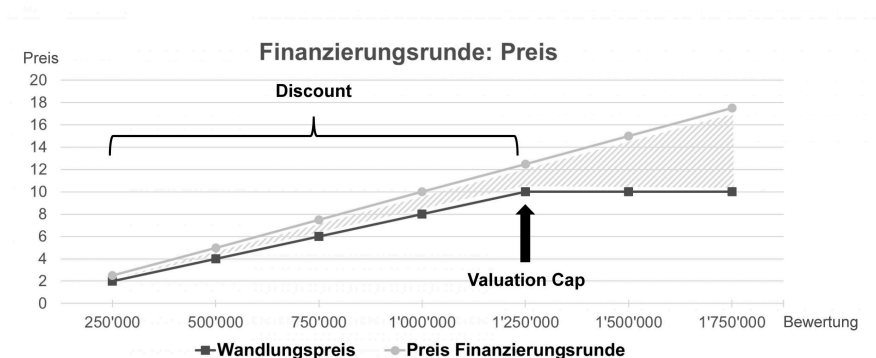 Finanzierungsrunde: Preis
Preis
Discount
20
18
16
14
12
10
8
6
4
2
0
Valuation Cap
250'000 500'000 750'000 1'000'000 1'250'000 1'500'000 1'750'000 Bewertung
Wandlungspreis Preis Finanzierungsrunde